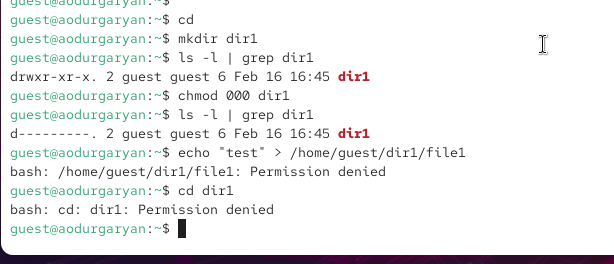 guest@aodurgaryan:~$
guest@aodurgaryan:~$ cd
guest@aodurgaryan:~$ mkdir dir1
guest@aodurgaryan:~$ ls -l | grep dir1
drwxr-xr-x. 2 guest guest 6 Feb 16 16:45 dir1
guest@aodurgaryan:~$ chmod 000 dir1
guest@aodurgaryan:~$ ls -l | grep dir1
d---------. 2 guest guest 6 Feb 16 16:45 dir1
guest@aodurgaryan:~$ echo "test" > /home/guest/dir1/file1
bash: /home/guest/dir1/file1: Permission denied
guest@aodurgaryan:~$ cd dir1
bash: cd: dir1: Permission denied
guest@aodurgaryan:~$